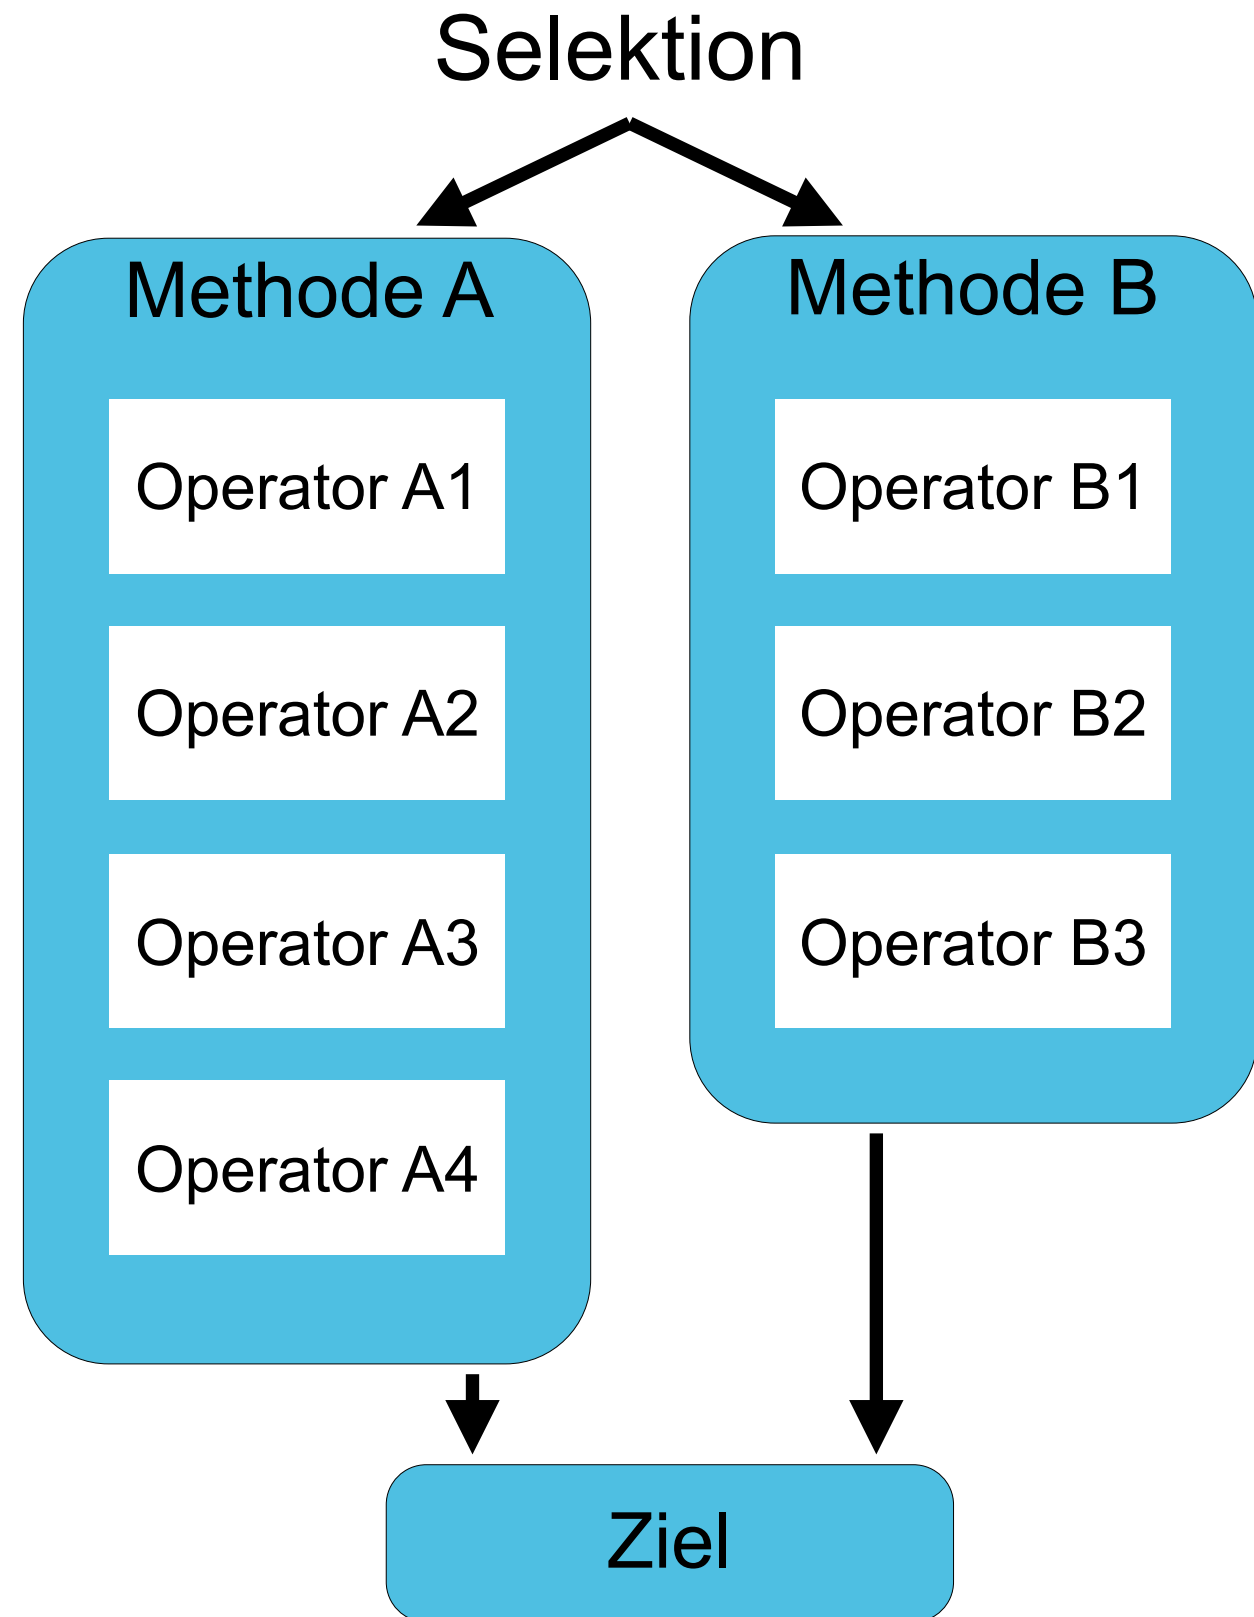 Selektion
Methode A
Operator A1
Operator A2
Operator A3
Operator A4
Methode B
Operator B1
Operator B2
Operator B3
Ziel